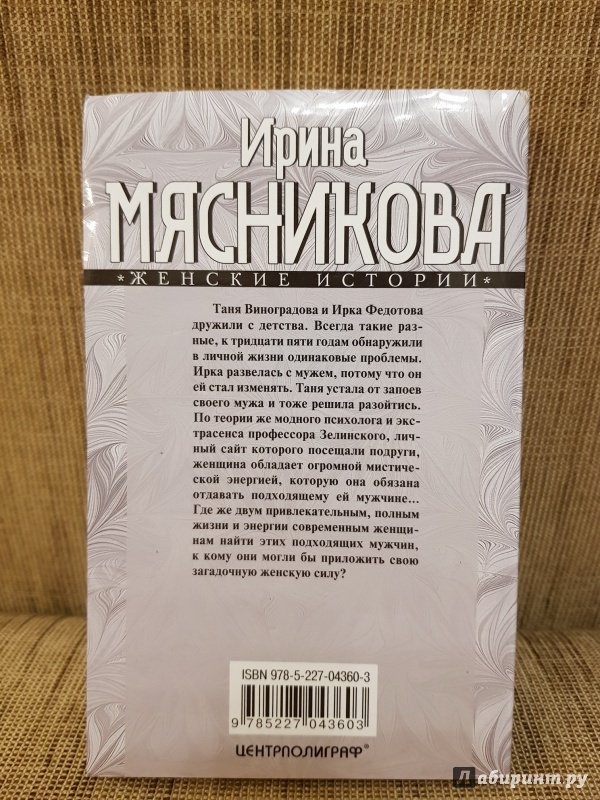 Ирина
МЯСНИКОВА
*ЖЕНСКИЕ ИСТОРИИ*
Таня Виноградова и Ирка Федотова
дружили с детства. Всегда такие раз-
ные, к тридцати пяти годам обнаружили
в личной жизни одинаковые проблемы.
Ирка развелась с мужем, потому что он
ей стал изменять. Таня устала от запоев
своего мужа и тоже решила разойтись.
По теории же модного психолога и экс-
трасенса профессора Зелинского, лич-
ный сайт которого посещали подруги,
женщина обладает огромной мистиче-
ской энергией, которую она обязана
отдавать подходящему ей мужчине...
Где же двум привлекательным, полным
жизни и энергии современным женщи-
нам найти этих подходящих мужчин,
к кому они могли бы приложить свою
загадочную женскую силу?
ISBN 978-5-227-04360-3
9 785227 043603
ЦЕНТРПОЛИГРАФ®
Лабиринт.ру